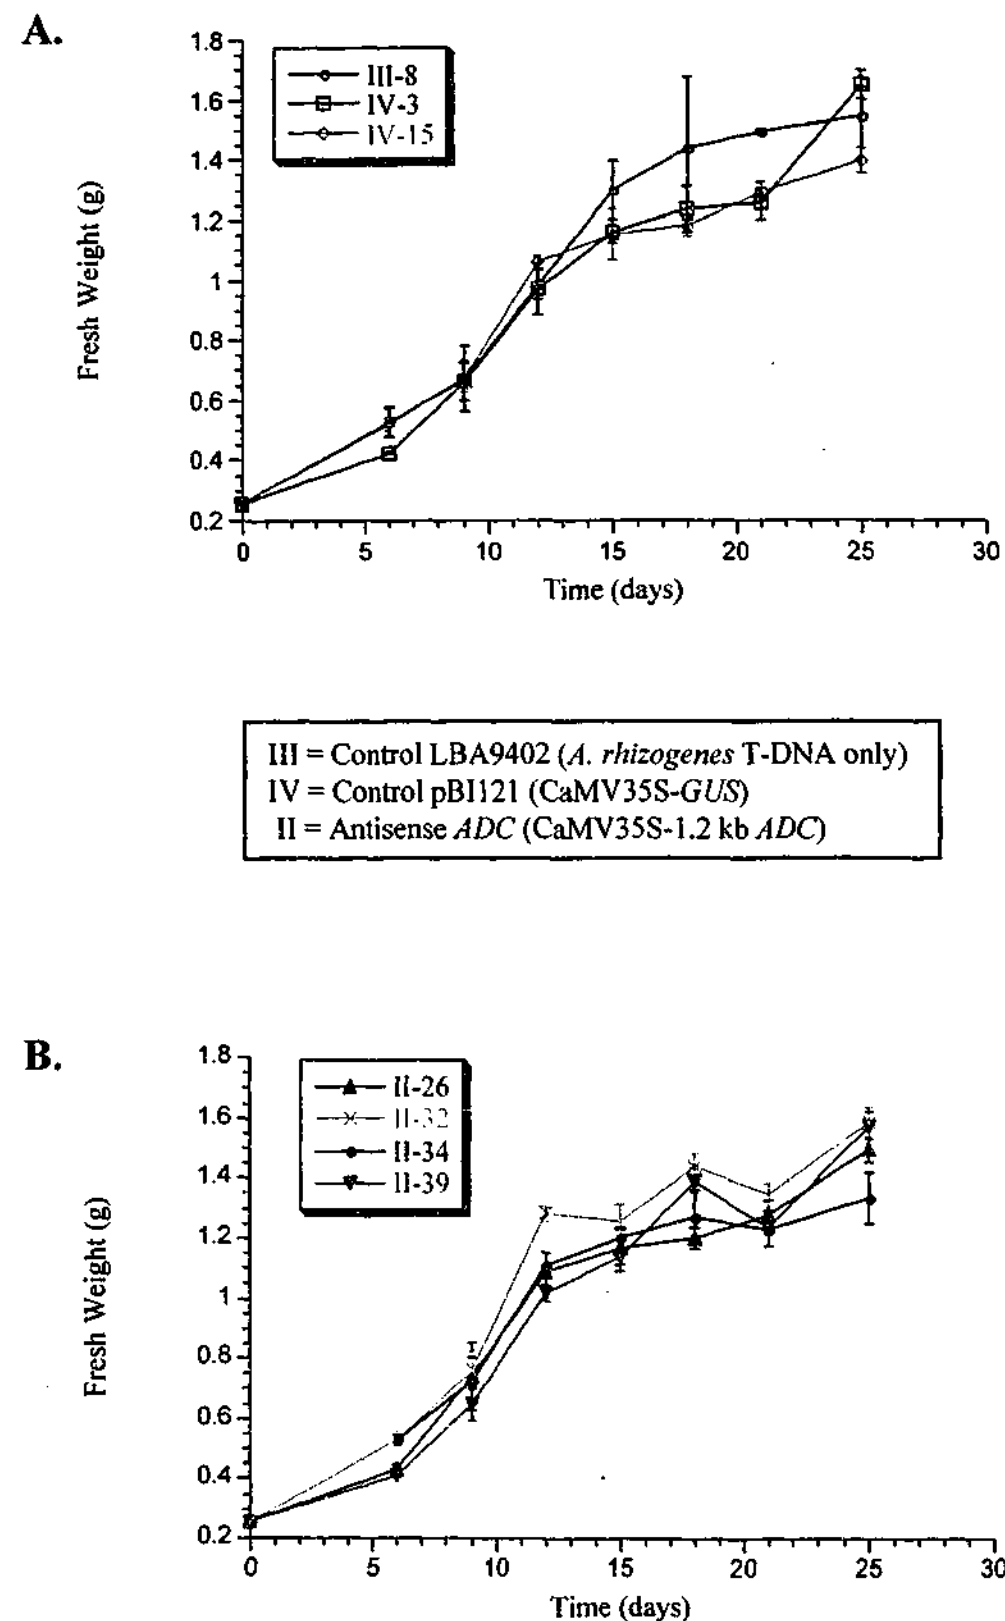 A.
1.8
1.6
1.4
1.2
1
0.8
0.6
0.4
0.2
Fresh Weight (g)
III-8
IV-3
IV-15
0 5 10 15 20 25 30
Time (days)
III = Control LBA9402 (A. rhizogenes T-DNA only)
IV = Control pBI121 (CaMV35S-GUS)
II = Antisense ADC (CaMV35S-1.2 kb ADC)
B.
1.8
1.6
1.4
1.2
1
0.8
0.6
0.4
0.2
Fresh Weight (g)
II-26
II-32
II-34
II-39
0 5 10 15 20 25 30
Time (days)